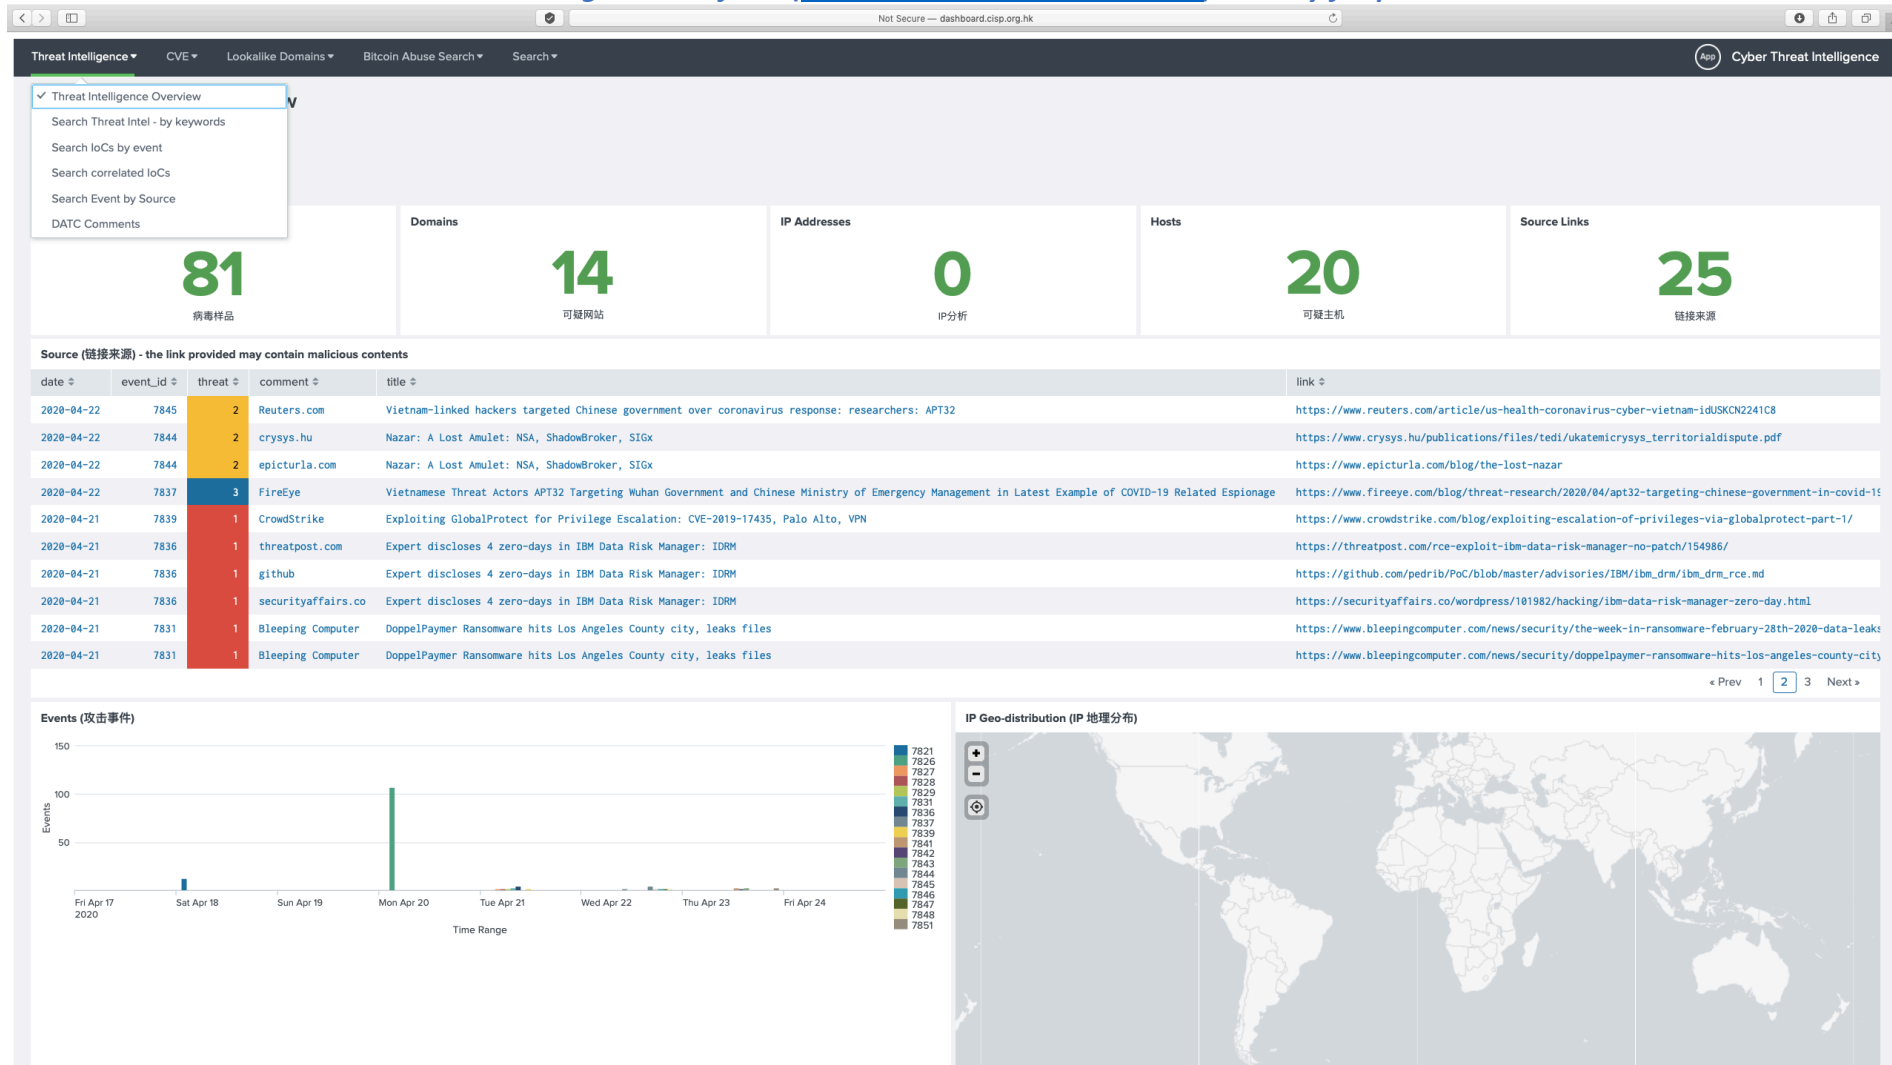 Not Secure — dashboard.cisp.org.hk
Threat Intelligence CVE Lookalike Domains Bitcoin Abuse Search Search App Cyber Threat Intelligence
Threat Intelligence Overview
Search Threat Intel - by keywords
Search IoCs by event
Search correlated IoCs
Search Event by Source
DATC Comments
Domains IP Addresses Hosts Source Links
81 14 0 20 25
病毒样品 可疑网站 IP分析 可疑主机 链接来源
Source (链接来源) - the link provided may contain malicious contents
date event_id threat comment title link
2020-04-22 7845 2 Reuters.com Vietnam-linked hackers targeted Chinese government over coronavirus response: researchers: APT32 https://www.reuters.com/article/us-health-coronavirus-cyber-vietnam-idUSKCN2241C8
2020-04-22 7844 2 crysys.hu Nazar: A Lost Amulet: NSA, ShadowBroker, SIGx https://www.crysys.hu/publications/files/tedi/ukatemicrysys_territorialdispute.pdf
2020-04-22 7844 2 epicturla.com Nazar: A Lost Amulet: NSA, ShadowBroker, SIGx https://www.epicturla.com/blog/the-lost-nazar
2020-04-22 7837 3 FireEye Vietnamese Threat Actors APT32 Targeting Wuhan Government and Chinese Ministry of Emergency Management in Latest Example of COVID-19 Related Espionage https://www.fireeye.com/blog/threat-research/2020/04/apt32-targeting-chinese-government-in-covid-19
2020-04-21 7839 1 CrowdStrike Exploiting GlobalProtect for Privilege Escalation: CVE-2019-17435, Palo Alto, VPN https://www.crowdstrike.com/blog/exploiting-escalation-of-privileges-via-globalprotect-part-1/
2020-04-21 7836 1 threatpost.com Expert discloses 4 zero-days in IBM Data Risk Manager: IDRM https://threatpost.com/rce-exploit-ibm-data-risk-manager-no-patch/154986/
2020-04-21 7836 1 github Expert discloses 4 zero-days in IBM Data Risk Manager: IDRM https://github.com/pedrib/PoC/blob/master/advisories/IBM/ibm_drm/ibm_drm_rce.md
2020-04-21 7836 1 securityaffairs.co Expert discloses 4 zero-days in IBM Data Risk Manager: IDRM https://securityaffairs.co/wordpress/101982/hacking/ibm-data-risk-manager-zero-day.html
2020-04-21 7831 1 Bleeping Computer DoppelPaymer Ransomware hits Los Angeles County city, leaks files https://www.bleepingcomputer.com/news/security/the-week-in-ransomware-february-28th-2020-data-leaks
2020-04-21 7831 1 Bleeping Computer DoppelPaymer Ransomware hits Los Angeles County city, leaks files https://www.bleepingcomputer.com/news/security/doppelpaymer-ransomware-hits-los-angeles-county-city
« Prev 1 2 3 Next »
Events (攻击事件)
150
100
50
Events
Fri Apr 17 Sat Apr 18 Sun Apr 19 Mon Apr 20 Tue Apr 21 Wed Apr 22 Thu Apr 23 Fri Apr 24
2020
Time Range
7821
7826
7827
7828
7829
7831
7836
7837
7839
7841
7842
7843
7844
7845
7846
7847
7848
7851
IP Geo-distribution (IP 地理分布)